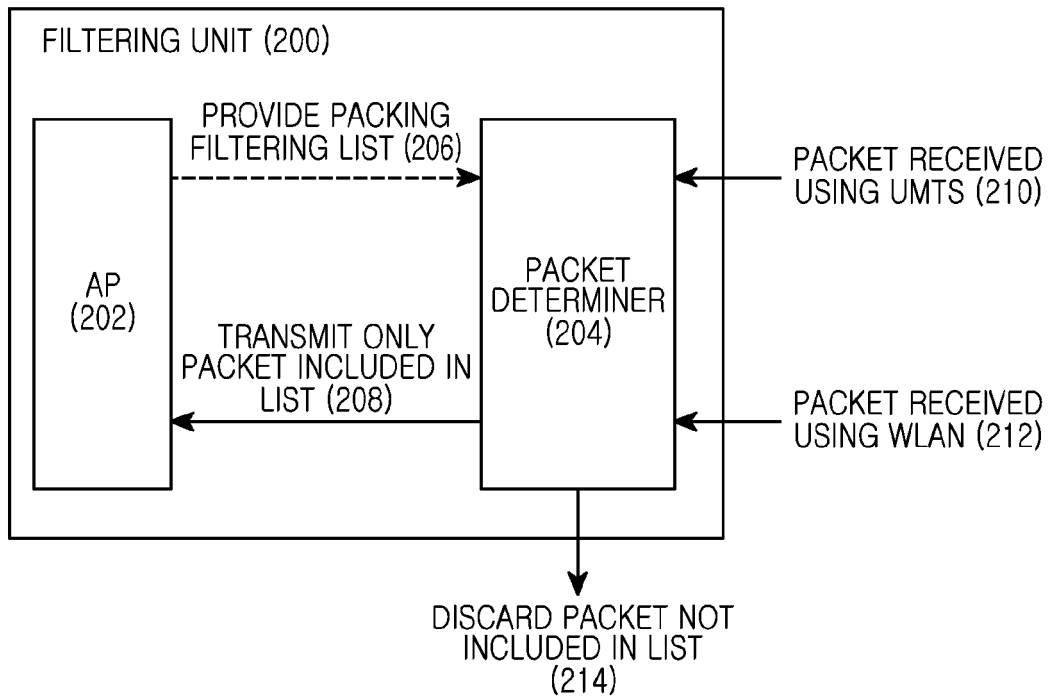 FILTERING UNIT (200)
PROVIDE PACKING
FILTERING LIST (206)
AP
(202)
TRANSMIT ONLY
PACKET INCLUDED IN
LIST (208)
PACKET
DETERMINER
(204)
PACKET RECEIVED
USING UMTS (210)
PACKET RECEIVED
USING WLAN (212)
DISCARD PACKET NOT
INCLUDED IN LIST
(214)